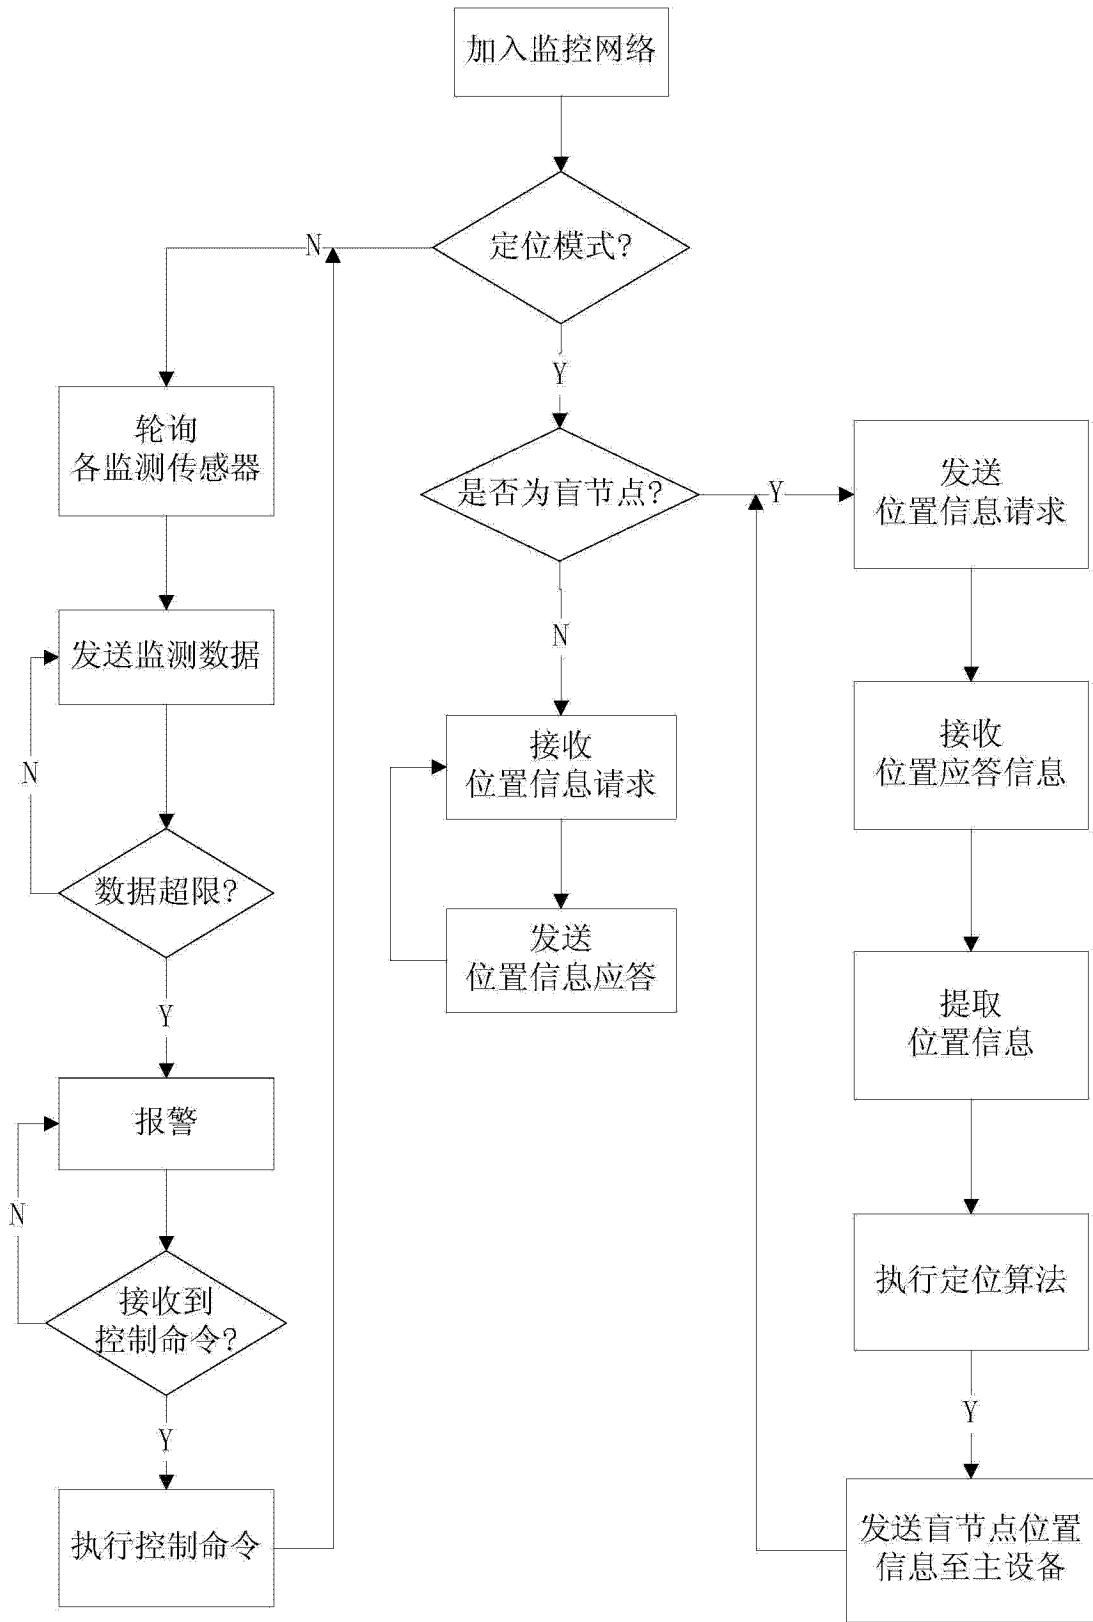 加入监控网络
定位模式?
N
Y
轮询
各监测传感器
是否为盲节点?
Y
发送
位置信息请求
N
发送监测数据
N
接收
位置信息请求
接收
位置应答信息
数据超限?
发送
位置信息应答
Y
提取
位置信息
报警
N
接收到
控制命令?
执行定位算法
Y
Y
执行控制命令
发送盲节点位置
信息至主设备